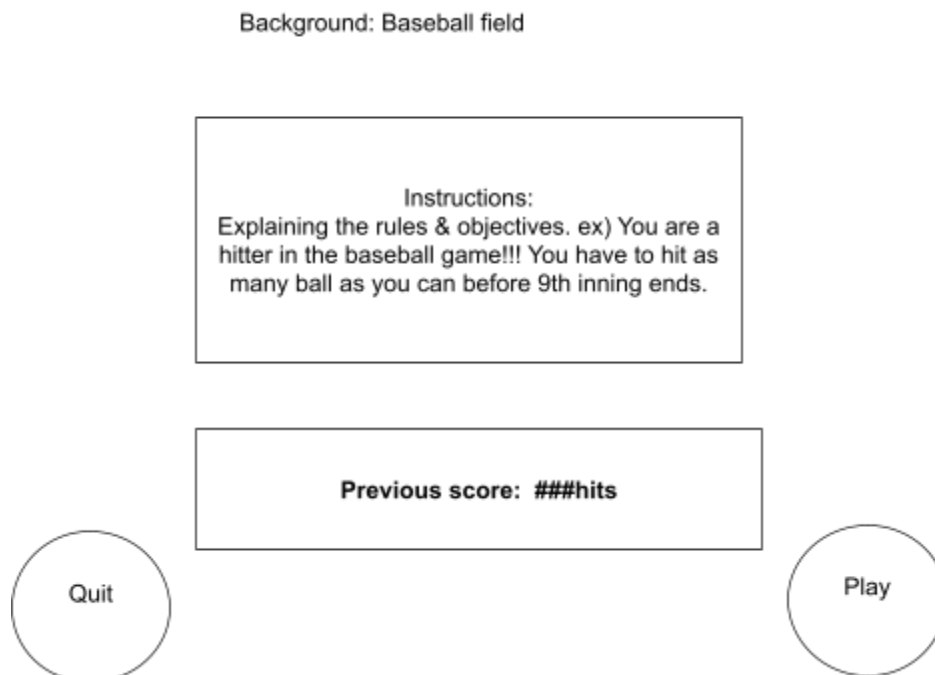 Background: Baseball field
Instructions:
Explaining the rules & objectives. ex) You are a
hitter in the baseball game!!! You have to hit as
many ball as you can before 9th inning ends.
Previous score:  ###hits
Quit
Play